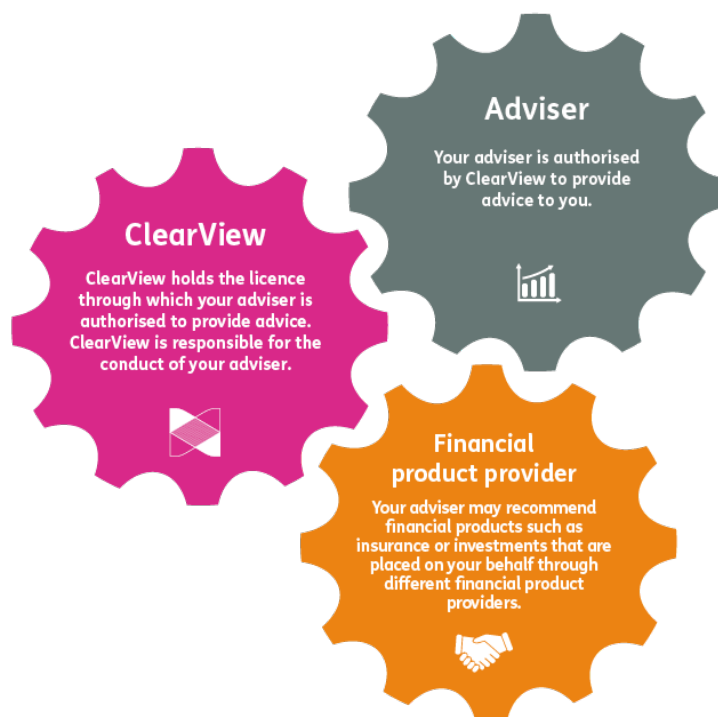 Adviser
Your adviser is authorised
by ClearView to provide
advice to you.
ClearView
ClearView holds the licence
through which your adviser is
authorised to provide advice.
ClearView is responsible for the
conduct of your adviser.
Financial
product provider
Your adviser may recommend
financial products such as
insurance or investments that are
placed on your behalf through
different financial product
providers.